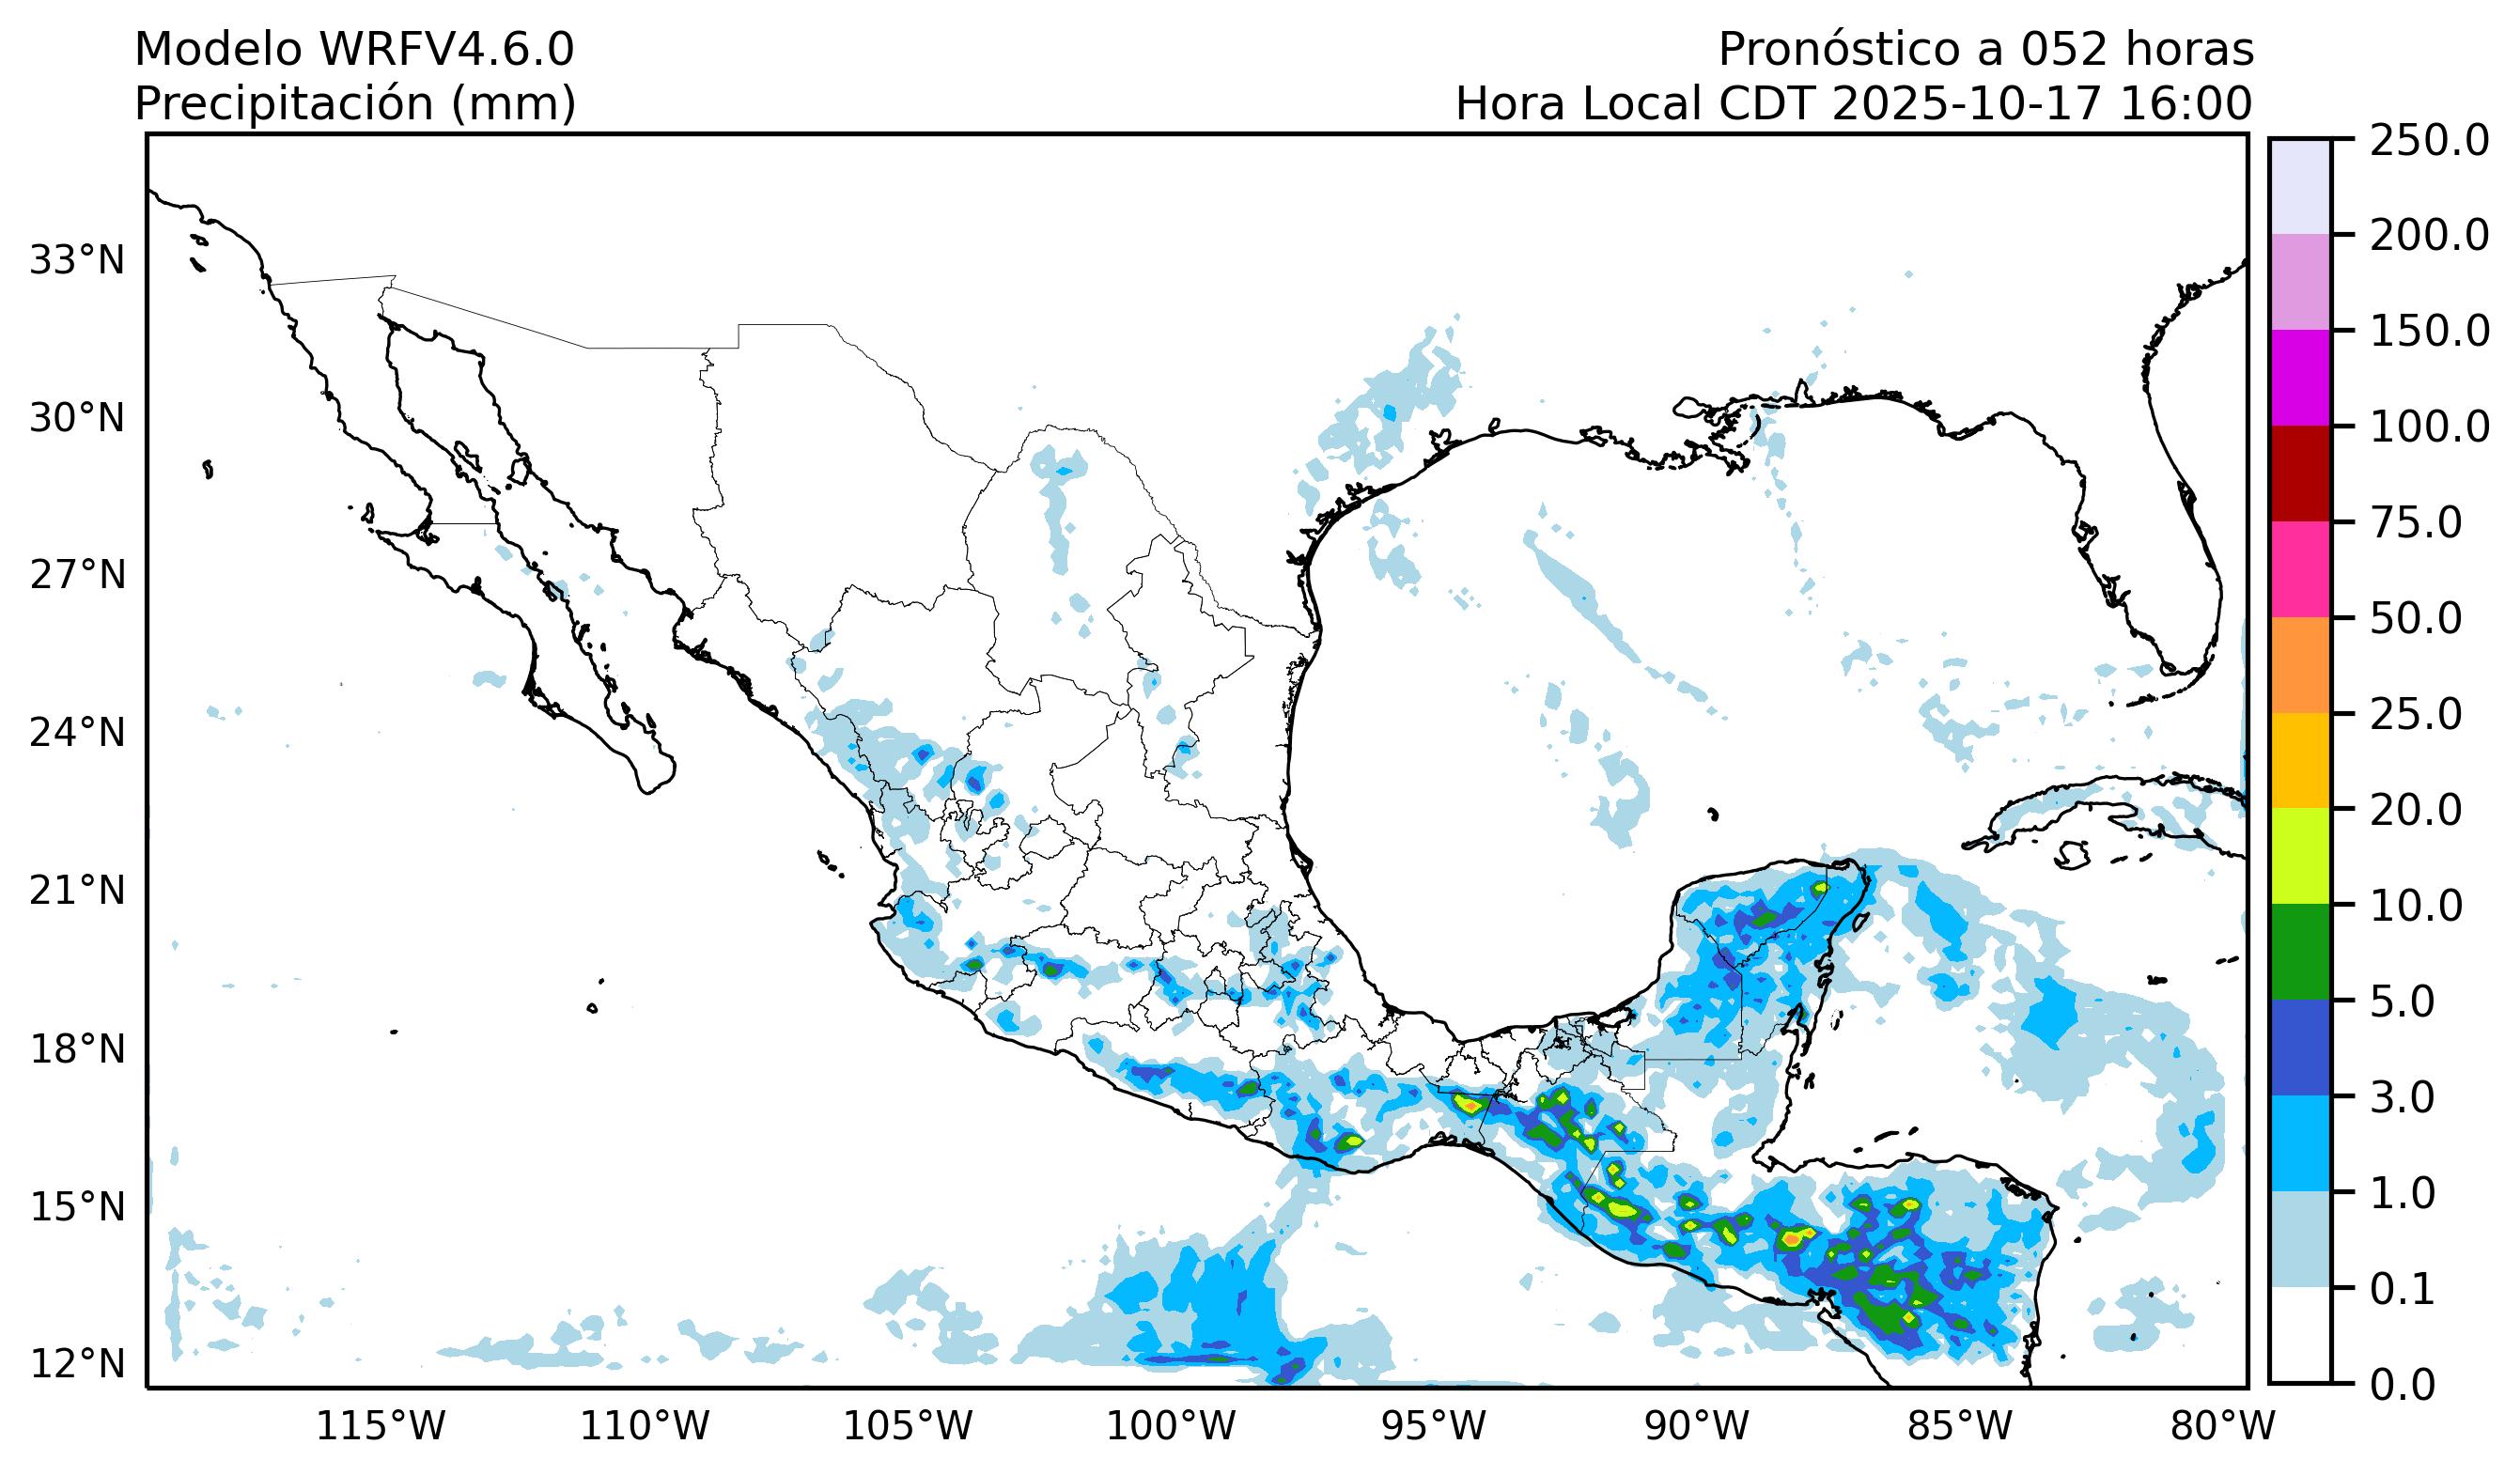 Modelo WRFV4.6.0
Precipitación (mm)
Pronóstico a 052 horas
Hora Local CDT 2025-10-17 16:00
33°N
30°N
27°N
24°N
21°N
18°N
15°N
12°N
115°W
110°W
105°W
100°W
95°W
90°W
85°W
80°W
250.0
200.0
150.0
100.0
75.0
50.0
25.0
20.0
10.0
5.0
3.0
1.0
0.1
0.0